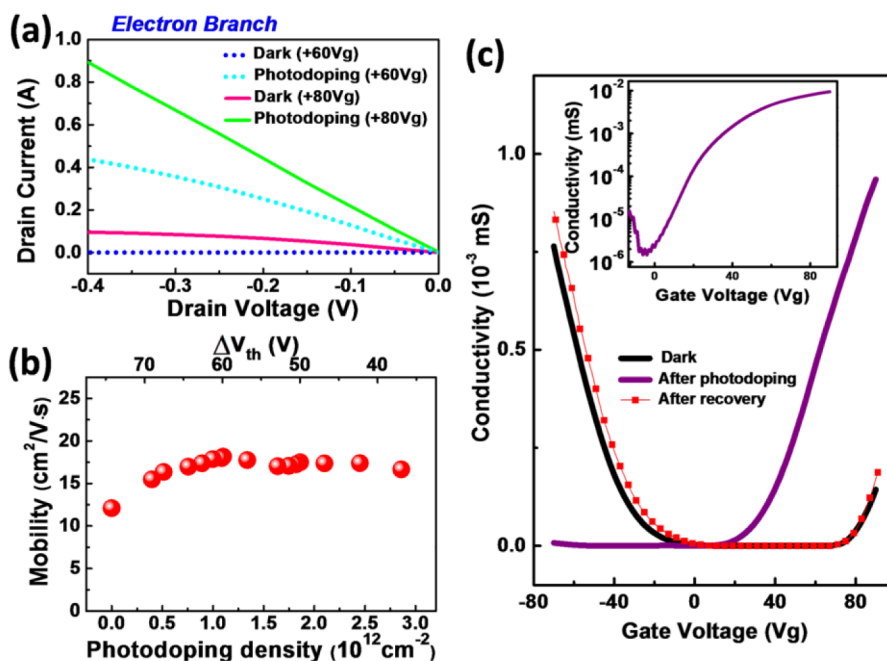 (a)
Electron Branch
Dark (+60Vg)
Photodoping (+60Vg)
Dark (+80Vg)
Photodoping (+80Vg)
1.0
0.8
0.6
0.4
0.2
0.0
Drain Current (A)
-0.4 -0.3 -0.2 -0.1 0.0
Drain Voltage (V)
(b)
ΔVth (V)
70 60 50 40
25
20
15
10
5
0
Mobility (cm²/V·s)
0.0 0.5 1.0 1.5 2.0 2.5 3.0
Photodoping density (10¹²cm⁻²)
(c)
10⁻²
10⁻³
10⁻⁴
10⁻⁵
10⁻⁶
Conductivity (mS)
0 40 80
Gate Voltage (Vg)
1.0
0.5
0.0
Conductivity (10⁻³ mS)
Dark
After photodoping
After recovery
-80 -40 0 40 80
Gate Voltage (Vg)